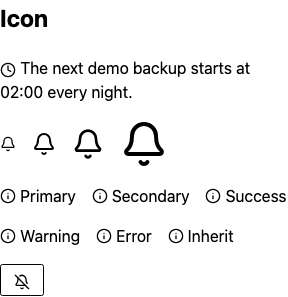 Icon
The next demo backup starts at
02:00 every night.
Primary Secondary Success
Warning Error Inherit